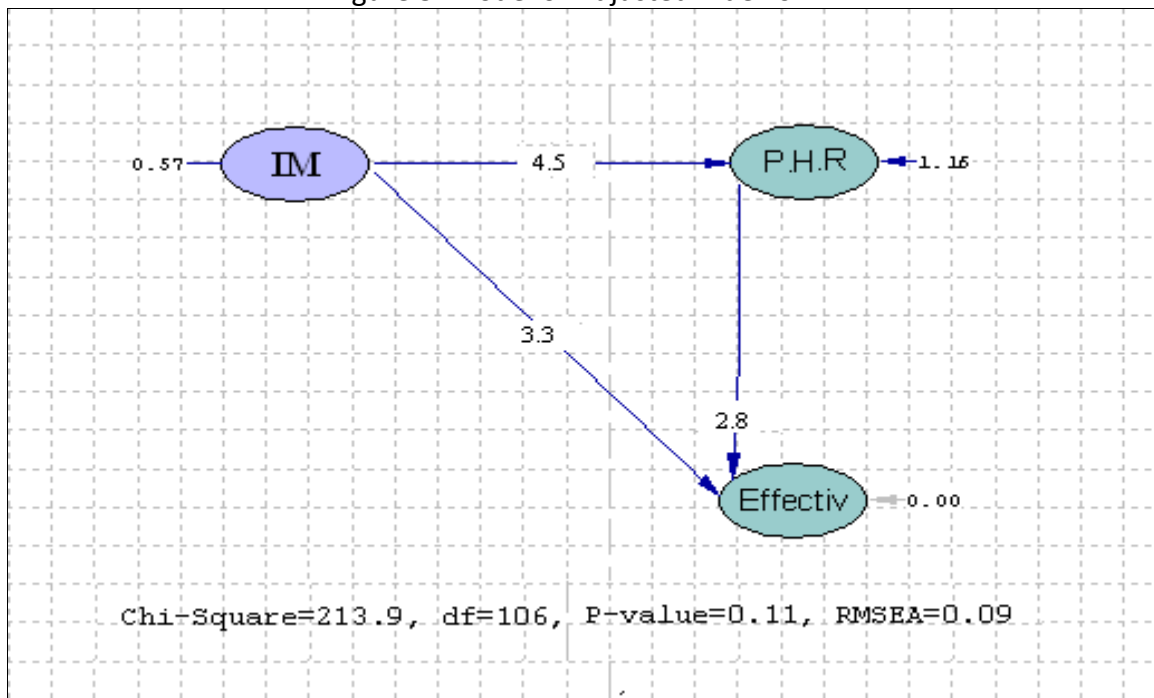 0.57
IM
4.5
P.H.R
1.15
3.3
2.8
Effectiv
0.00
Chi-Square=213.9, df=106, P-value=0.11, RMSEA=0.09